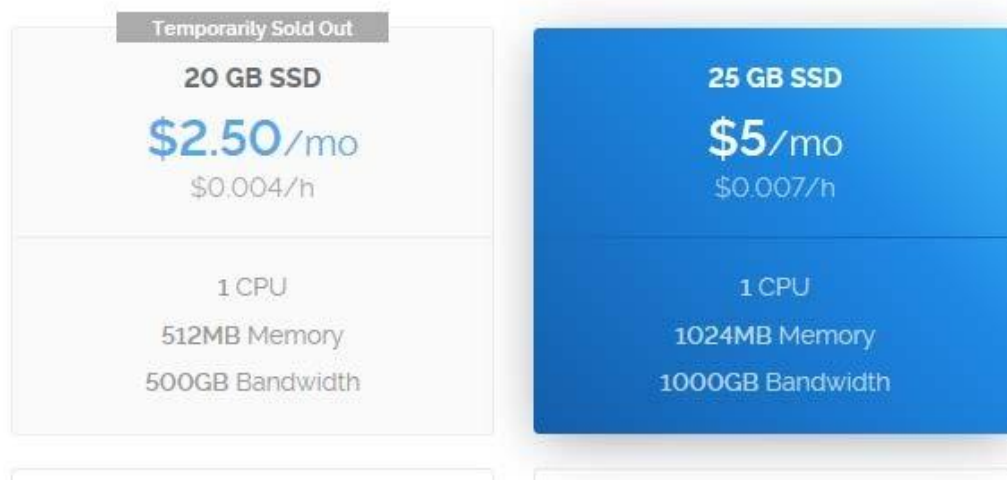 Temporarily Sold Out
20 GB SSD
$2.50/mo
$0.004/h
1 CPU
512MB Memory
500GB Bandwidth
25 GB SSD
$5/mo
$0.007/h
1 CPU
1024MB Memory
1000GB Bandwidth